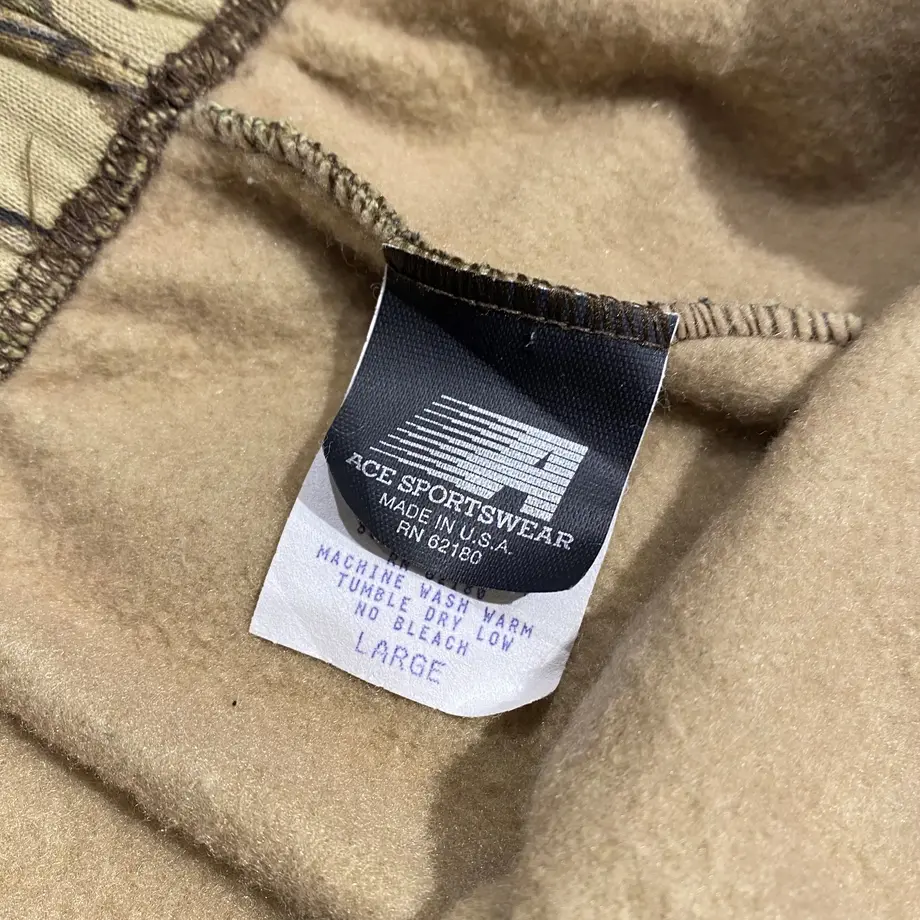 ACE SPORTSWEAR
MADE IN U.S.A.
RN 62180
MACHINE WASH WARM
TUMBLE DRY LOW
NO BLEACH
LARGE